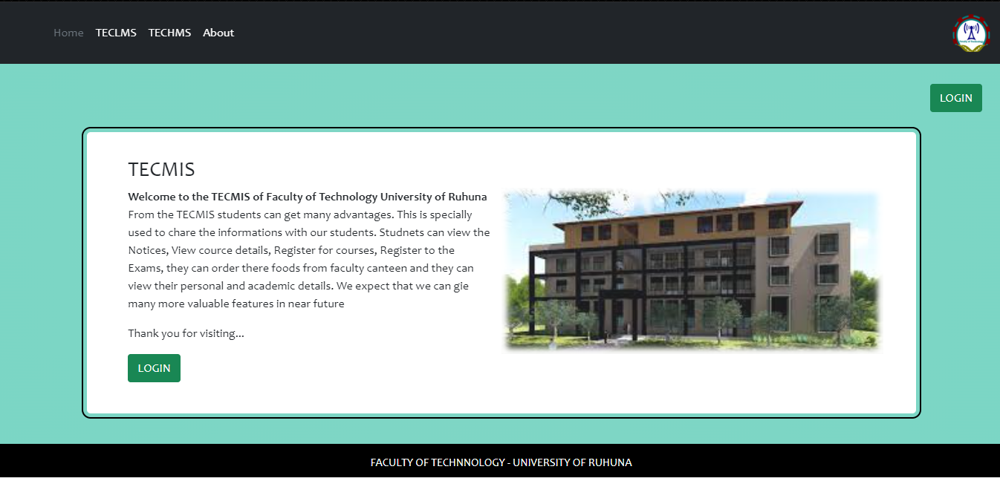 Home TECLMS TECHMS About
LOGIN
TECMIS
Welcome to the TECMIS of Faculty of Technology University of Ruhuna
From the TECMIS students can get many advantages. This is specially
used to chare the informations with our students. Studnets can view the
Notices, View cource details, Register for courses, Register to the
Exams, they can order there foods from faculty canteen and they can
view their personal and academic details. We expect that we can gie
many more valuable features in near future
Thank you for visiting...
LOGIN
FACULTY OF TECHNNOLOGY - UNIVERSITY OF RUHUNA